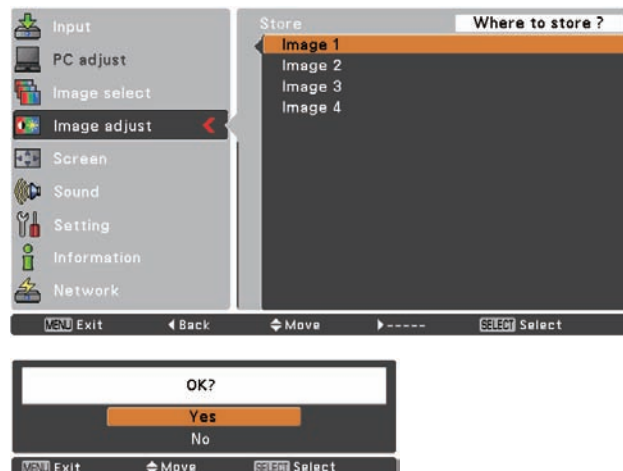 Input
PC adjust
Image select
Image adjust
Screen
Sound
Setting
Information
Network
Store
Where to store ?
Image 1
Image 2
Image 3
Image 4
MENU Exit Back Move ----- SELECT Select
OK?
Yes
No
MENU Exit Move SELECT Select